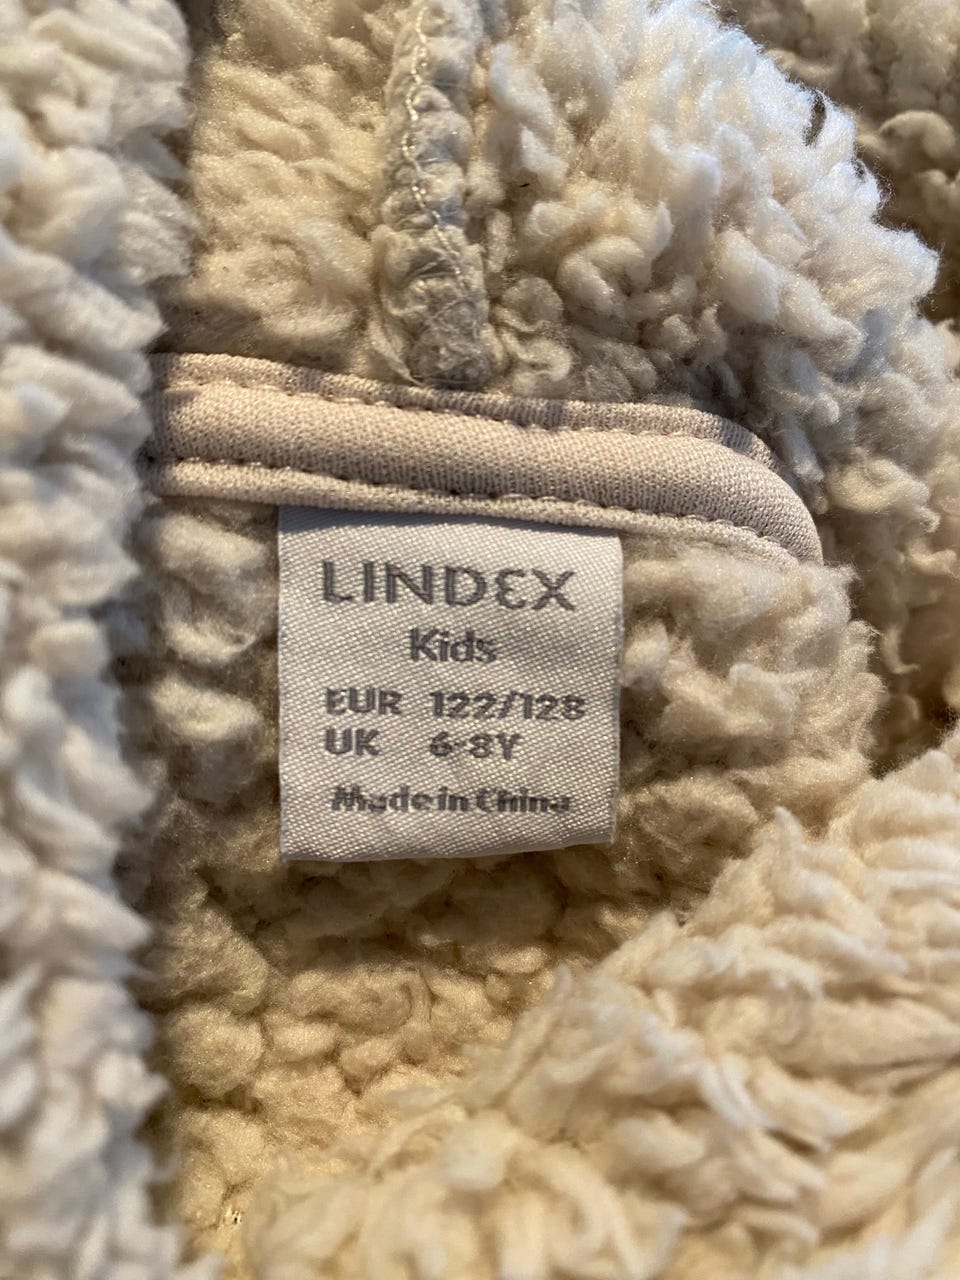 LINDEX
Kids
EUR 122/128
UK 6-8Y
Made in China